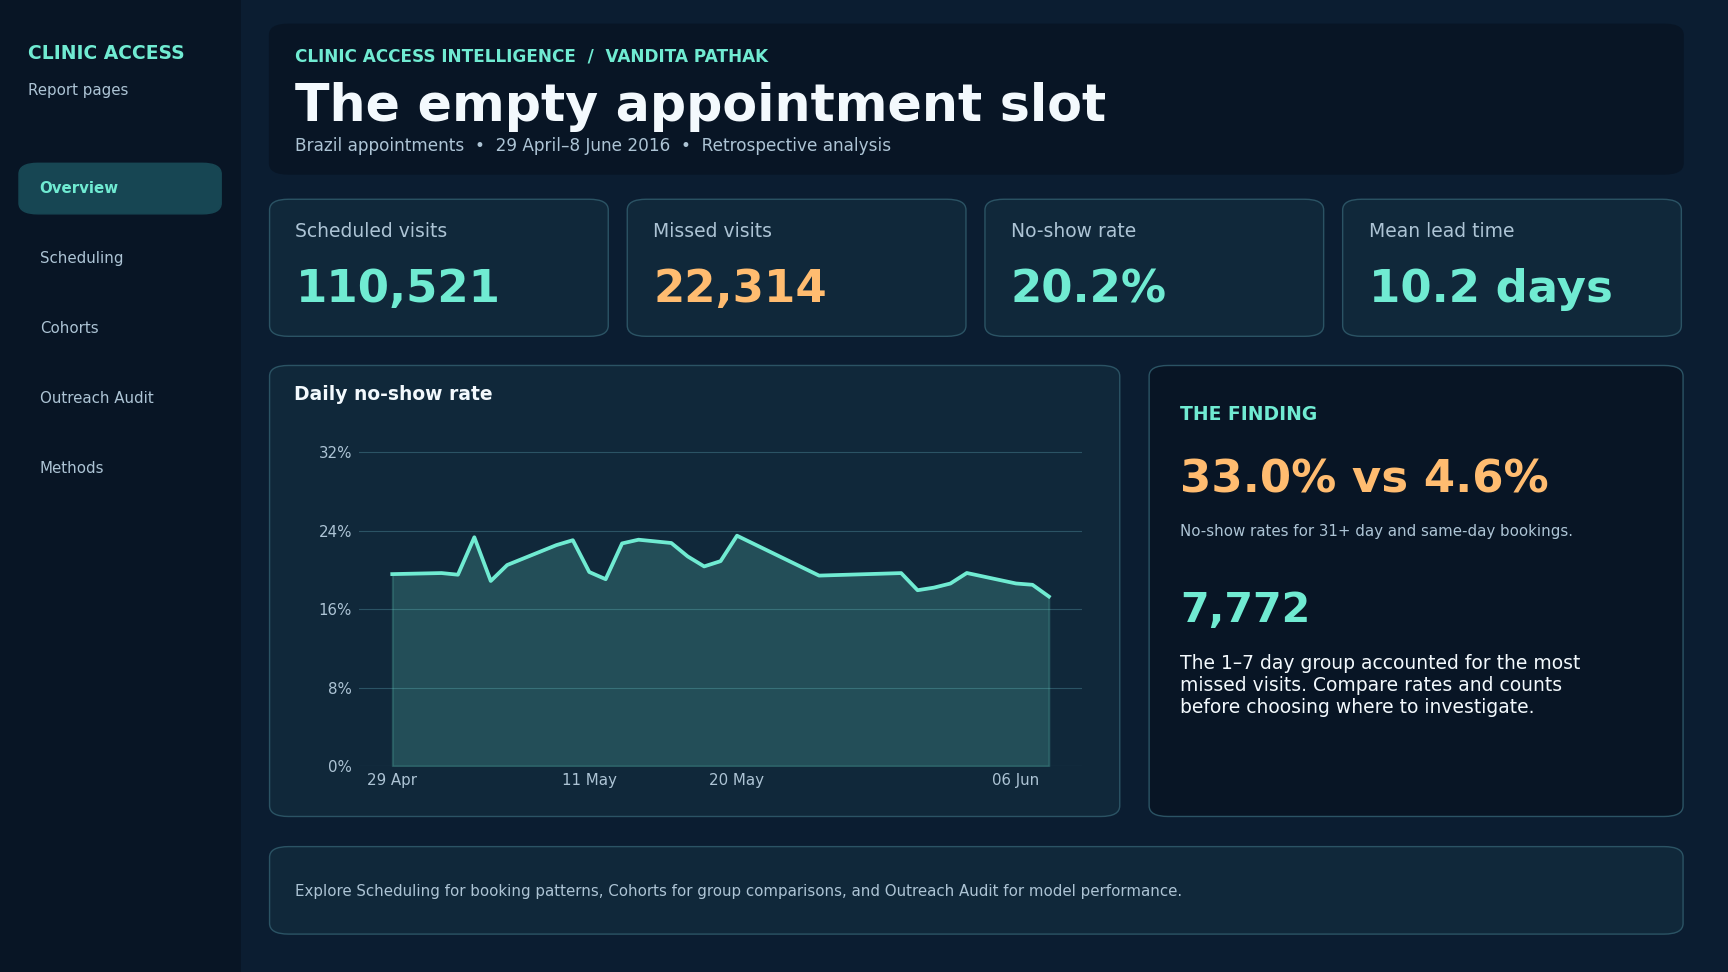 CLINIC ACCESS
Report pages
Overview
Scheduling
Cohorts
Outreach Audit
Methods
CLINIC ACCESS INTELLIGENCE / VANDITA PATHAK
The empty appointment slot
Brazil appointments • 29 April–8 June 2016 • Retrospective analysis
Scheduled visits
110,521
Missed visits
22,314
No-show rate
20.2%
Mean lead time
10.2 days
Daily no-show rate
32%
24%
16%
8%
0%
29 Apr
11 May
20 May
06 Jun
THE FINDING
33.0% vs 4.6%
No-show rates for 31+ day and same-day bookings.
7,772
The 1–7 day group accounted for the most
missed visits. Compare rates and counts
before choosing where to investigate.
Explore Scheduling for booking patterns, Cohorts for group comparisons, and Outreach Audit for model performance.